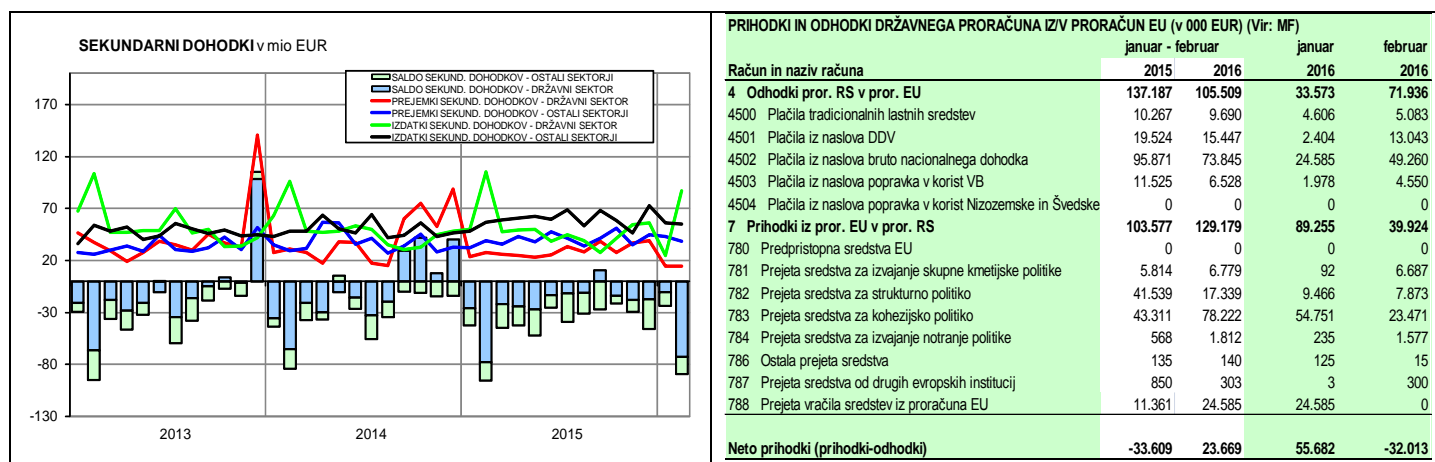 SEKUNDARNI DOHODKI v mio EUR
SALDO SEKUND. DOHODKOV - OSTALI SEKTORJI
SALDO SEKUND. DOHODKOV - DRŽAVNI SEKTOR
PREJEMKI SEKUND. DOHODKOV - DRŽAVNI SEKTOR
PREJEMKI SEKUND. DOHODKOV - OSTALI SEKTORJI
IZDATKI SEKUND. DOHODKOV - DRŽAVNI SEKTOR
IZDATKI SEKUND. DOHODKOV - OSTALI SEKTORJI
170
120
70
20
-30
-80
-130
2013 2014 2015
PRIHODKI IN ODHODKI DRŽAVNEGA PRORAČUNA IZ/V PRORAČUN EU (v 000 EUR) (Vir: MF)
januar - februar januar februar
Račun in naziv računa 2015 2016 2016 2016
4 Odhodki pror. RS v pror. EU 137.187 105.509 33.573 71.936
4500 Plačila tradicionalnih lastnih sredstev 10.267 9.690 4.606 5.083
4501 Plačila iz naslova DDV 19.524 15.447 2.404 13.043
4502 Plačila iz naslova bruto nacionalnega dohodka 95.871 73.845 24.585 49.260
4503 Plačila iz naslova popravka v korist VB 11.525 6.528 1.978 4.550
4504 Plačila iz naslova popravka v korist Nizozemske in Švedske 0 0 0 0
7 Prihodki iz pror. EU v pror. RS 103.577 129.179 89.255 39.924
780 Predpristopna sredstva EU 0 0 0 0
781 Prejeta sredstva za izvajanje skupne kmetijske politike 5.814 6.779 92 6.687
782 Prejeta sredstva za strukturno politiko 41.539 17.339 9.466 7.873
783 Prejeta sredstva za kohezijsko politiko 43.311 78.222 54.751 23.471
784 Prejeta sredstva za izvajanje notranje politike 568 1.812 235 1.577
786 Ostala prejeta sredstva 135 140 125 15
787 Prejeta sredstva od drugih evropskih institucij 850 303 3 300
788 Prejeta vračila sredstev iz proračuna EU 11.361 24.585 24.585 0
Neto prihodki (prihodki-odhodki) -33.609 23.669 55.682 -32.013